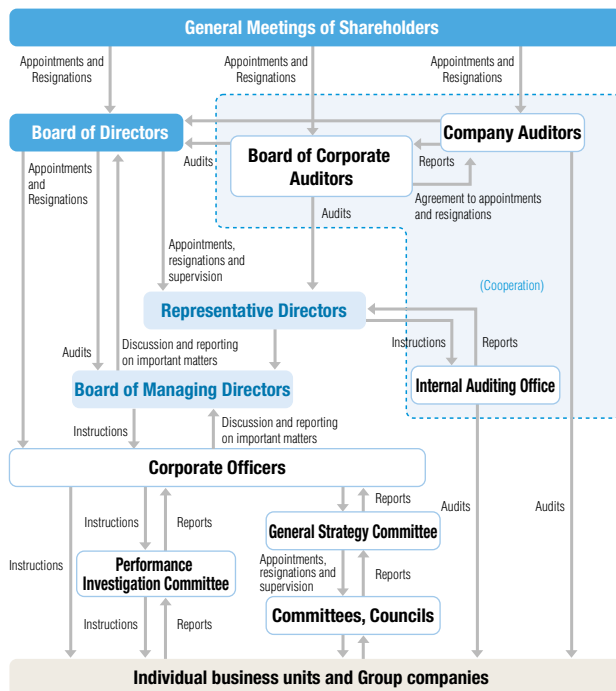 General Meetings of Shareholders
Appointments and
Resignations
Appointments and
Resignations
Appointments and
Resignations
Board of Directors
Company Auditors
Board of Corporate
Auditors
Audits
Reports
Appointments
and
Resignations
Agreement to appointments
and resignations
Audits
Appointments,
resignations and
supervision
(Cooperation)
Representative Directors
Audits
Discussion and reporting
on important matters
Instructions
Reports
Board of Managing Directors
Internal Auditing Office
Instructions
Discussion and reporting
on important matters
Corporate Officers
Reports
Instructions
Reports
General Strategy Committee
Audits
Audits
Instructions
Performance
Investigation Committee
Appointments,
resignations and
supervision
Reports
Committees, Councils
Instructions
Reports
Individual business units and Group companies